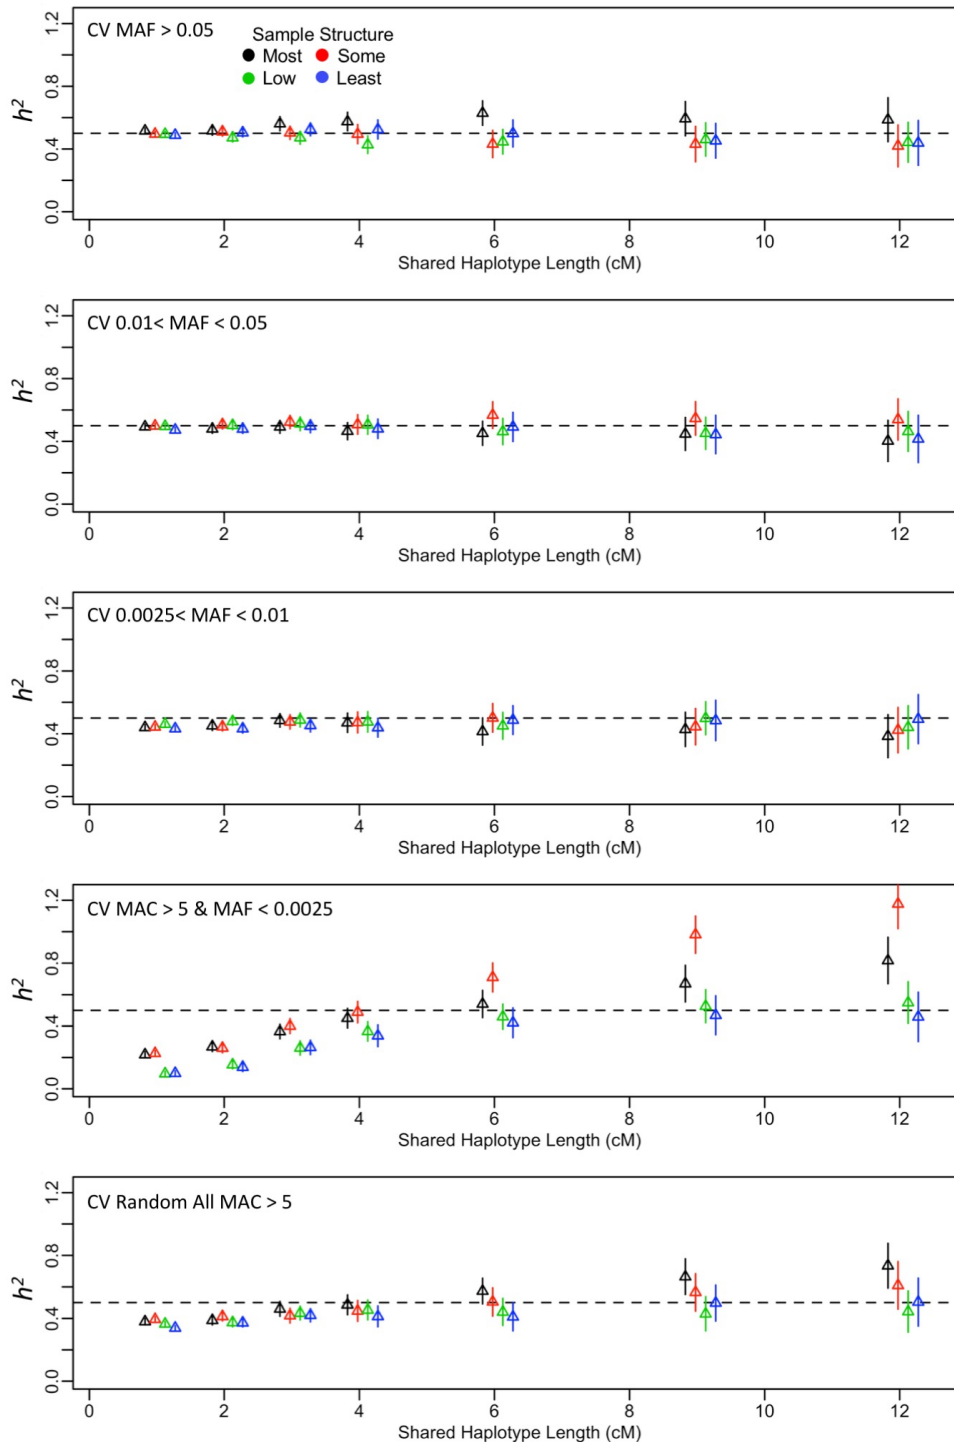 CV MAF > 0.05
Sample Structure
Most Some
Low Least
h²
0.0 0.4 0.8 1.2
0 2 4 6 8 10 12
Shared Haplotype Length (cM)
CV 0.01< MAF < 0.05
h²
0.0 0.4 0.8 1.2
0 2 4 6 8 10 12
Shared Haplotype Length (cM)
CV 0.0025< MAF < 0.01
h²
0.0 0.4 0.8 1.2
0 2 4 6 8 10 12
Shared Haplotype Length (cM)
CV MAC > 5 & MAF < 0.0025
h²
0.0 0.4 0.8 1.2
0 2 4 6 8 10 12
Shared Haplotype Length (cM)
CV Random All MAC > 5
h²
0.0 0.4 0.8 1.2
0 2 4 6 8 10 12
Shared Haplotype Length (cM)